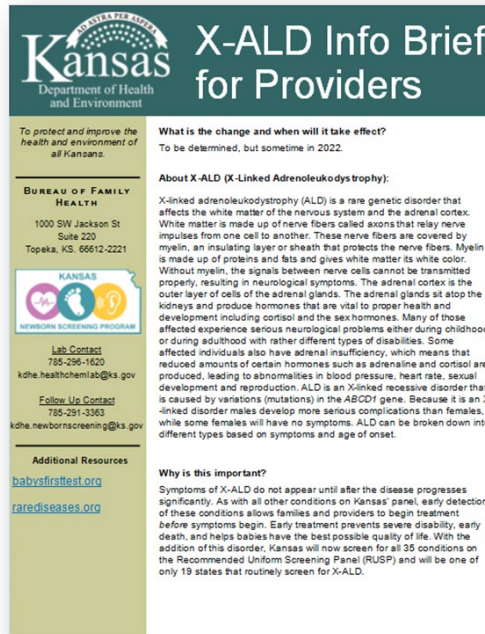 AD ASTRA PER ASPERA
Kansas
Department of Health
and Environment
X-ALD Info Brief
for Providers
To protect and improve the
health and environment of
all Kansans.
BUREAU OF FAMILY
HEALTH
1000 SW Jackson St
Suite 220
Topeka, KS. 66612-2221
KANSAS
NEWBORN SCREENING PROGRAM
Lab Contact
785-296-1620
kdhe.healthchemlab@ks.gov
Follow Up Contact
785-291-3363
kdhe.newbornscreening@ks.gov
Additional Resources
babysfirsttest.org
rarediseases.org
What is the change and when will it take effect?
To be determined, but sometime in 2022.
About X-ALD (X-Linked Adrenoleukodystrophy):
X-linked adrenoleukodystrophy (ALD) is a rare genetic disorder that
affects the white matter of the nervous system and the adrenal cortex.
White matter is made up of nerve fibers called axons that relay nerve
impulses from one cell to another. These nerve fibers are covered by
myelin, an insulating layer or sheath that protects the nerve fibers. Myelin
is made up of proteins and fats and gives white matter its white color.
Without myelin, the signals between nerve cells cannot be transmitted
properly, resulting in neurological symptoms. The adrenal cortex is the
outer layer of cells of the adrenal glands. The adrenal glands sit atop the
kidneys and produce hormones that are vital to proper health and
development including cortisol and the sex hormones. Many of those
affected experience serious neurological problems either during childhood
or during adulthood with rather different types of disabilities. Some
affected individuals also have adrenal insufficiency, which means that
reduced amounts of certain hormones such as adrenaline and cortisol are
produced, leading to abnormalities in blood pressure, heart rate, sexual
development and reproduction. ALD is an X-linked recessive disorder that
is caused by variations (mutations) in the ABCD1 gene. Because it is an X
-linked disorder males develop more serious complications than females,
while some females will have no symptoms. ALD can be broken down into
different types based on symptoms and age of onset.
Why is this important?
Symptoms of X-ALD do not appear until after the disease progresses
significantly. As with all other conditions on Kansas' panel, early detection
of these conditions allows families and providers to begin treatment
before symptoms begin. Early treatment prevents severe disability, early
death, and helps babies have the best possible quality of life. With the
addition of this disorder, Kansas will now screen for all 35 conditions on
the Recommended Uniform Screening Panel (RUSP) and will be one of
only 19 states that routinely screen for X-ALD.